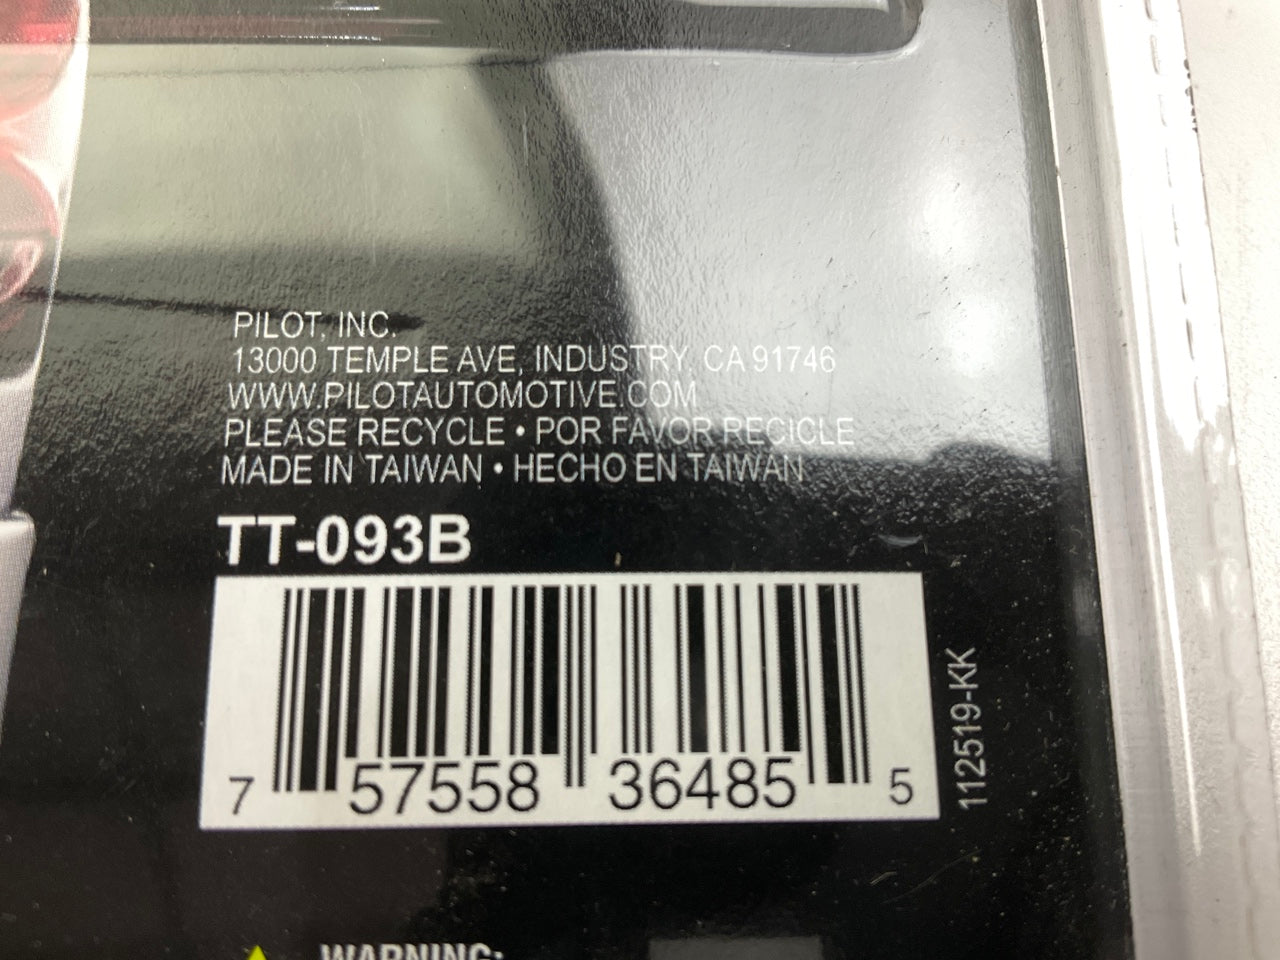 PILOT, INC.
13000 TEMPLE AVE, INDUSTRY, CA 91746
WWW.PILOTAUTOMOTIVE.COM
PLEASE RECYCLE • POR FAVOR RECICLE
MADE IN TAIWAN • HECHO EN TAIWAN
TT-093B
7 57558 36485 5
112519-KK
WARNING: